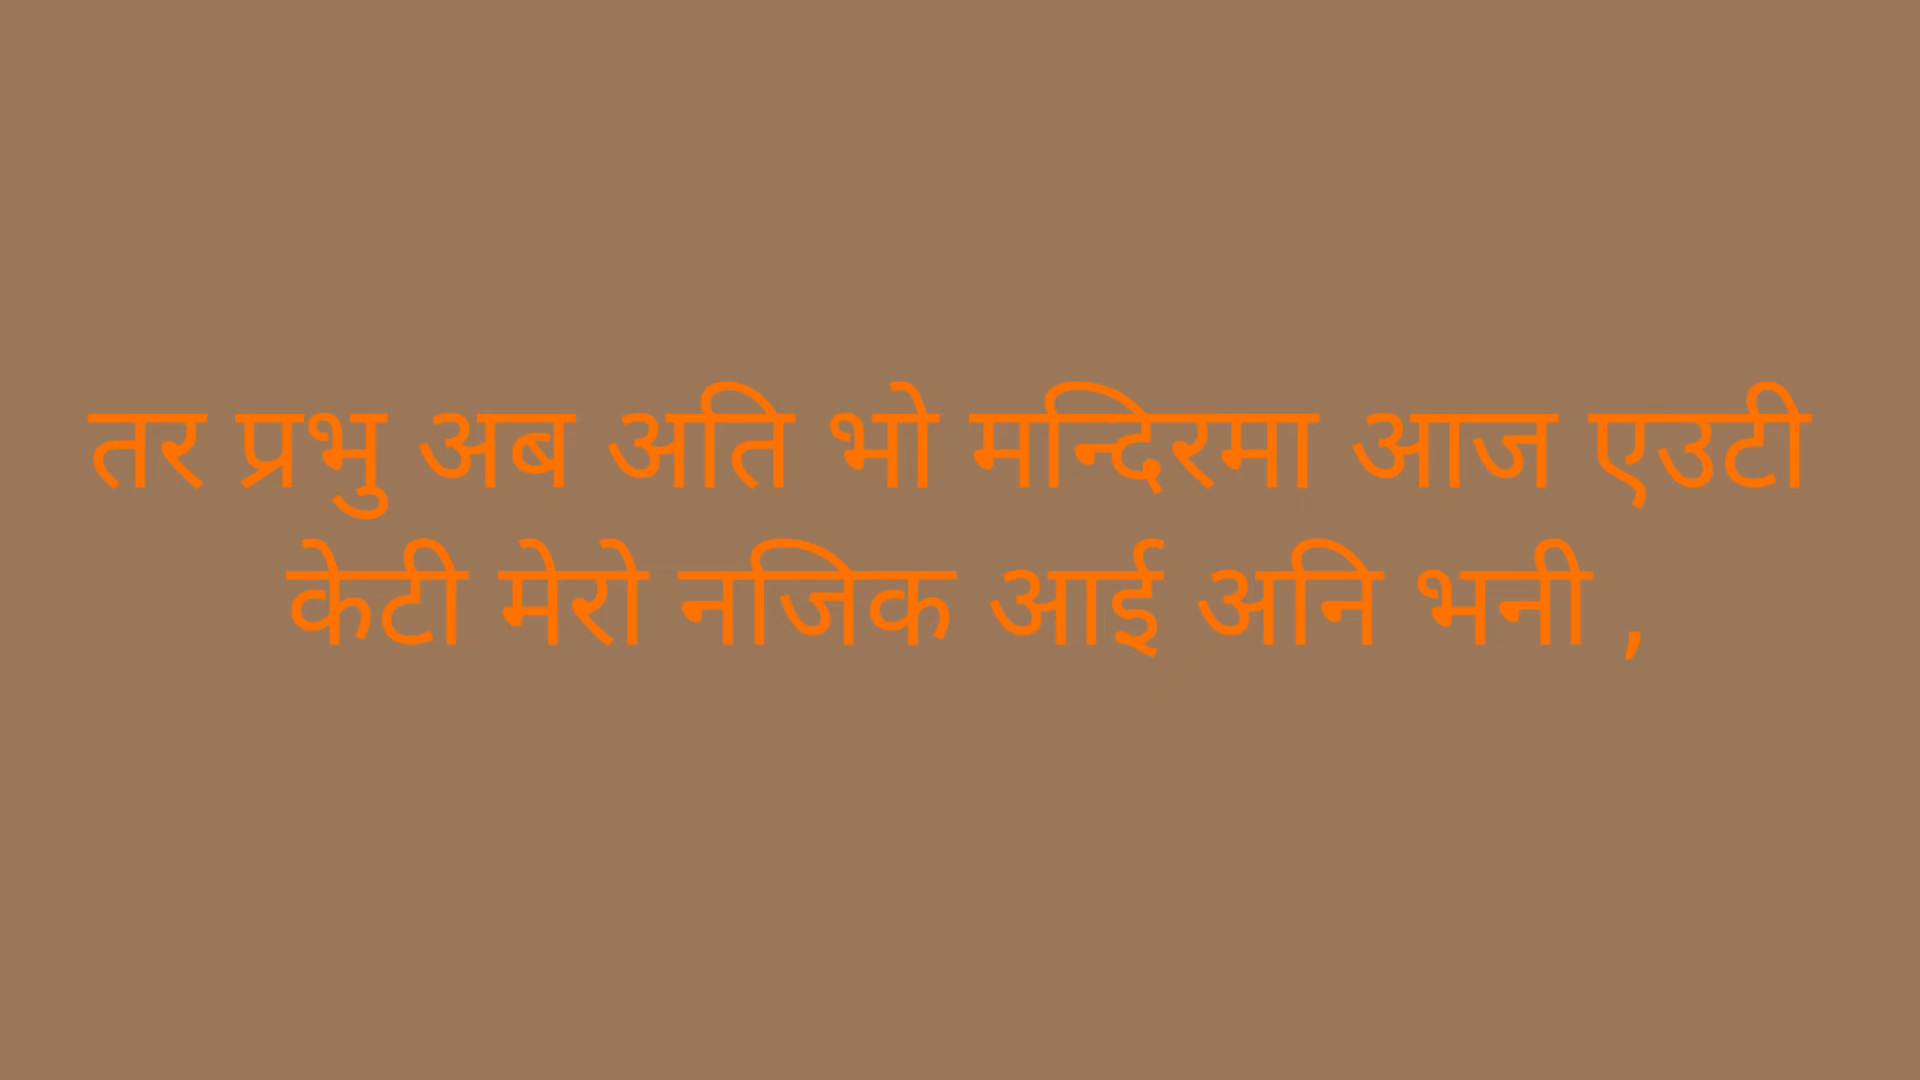 तर प्रभु अब अति भो मन्दिरमा आज एउटी
केटी मेरो नजिक आई अनि भनी ,